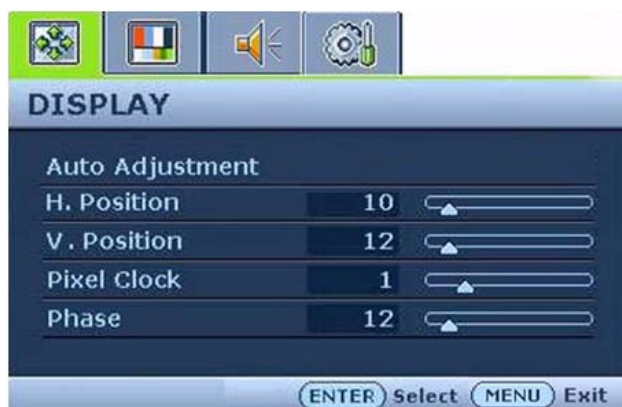 DISPLAY
Auto Adjustment
H. Position 10
V. Position 12
Pixel Clock 1
Phase 12
ENTER Select MENU Exit